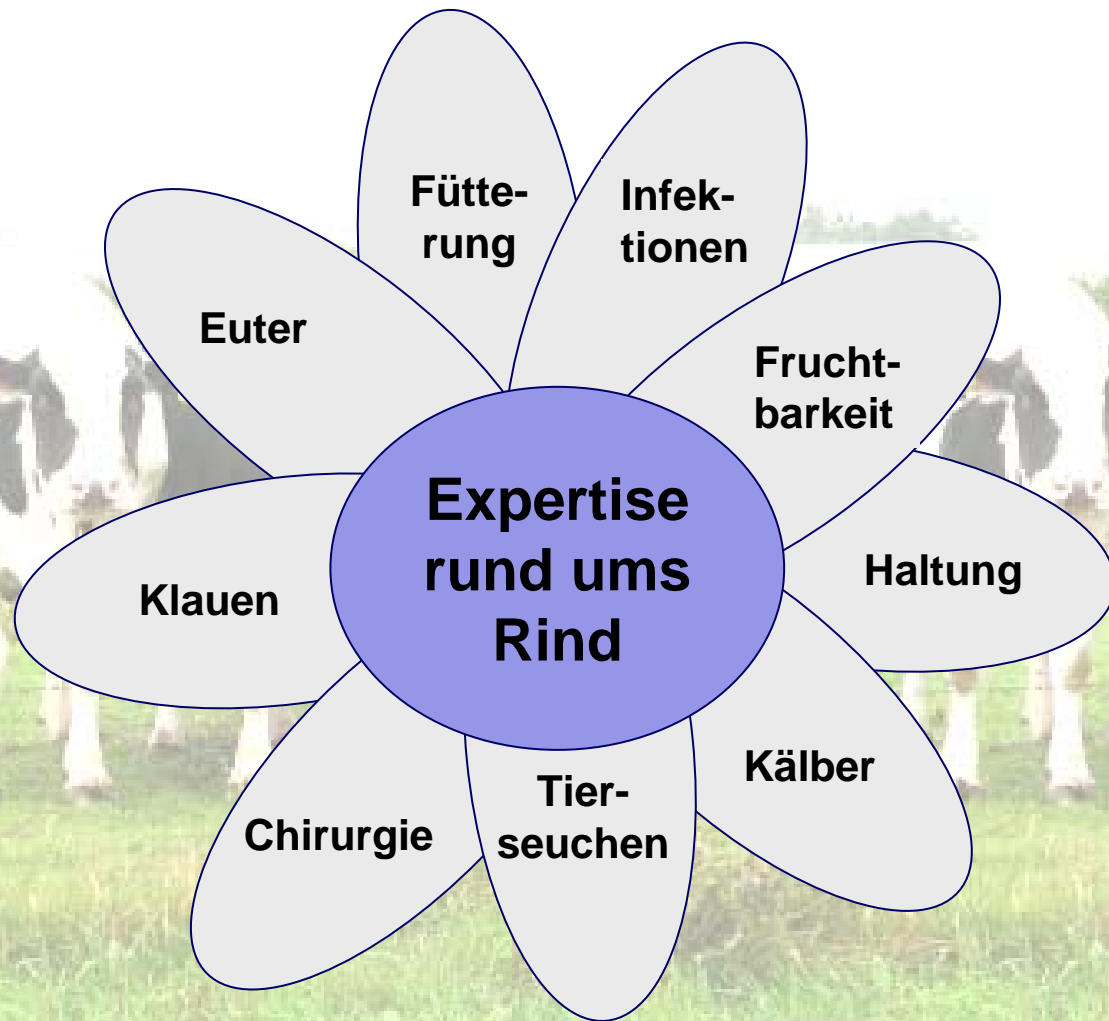 Fütte-
rung
Infek-
tionen
Euter
Frucht-
barkeit
Expertise
rund ums
Rind
Haltung
Klauen
Kälber
Tier-
seuchen
Chirurgie